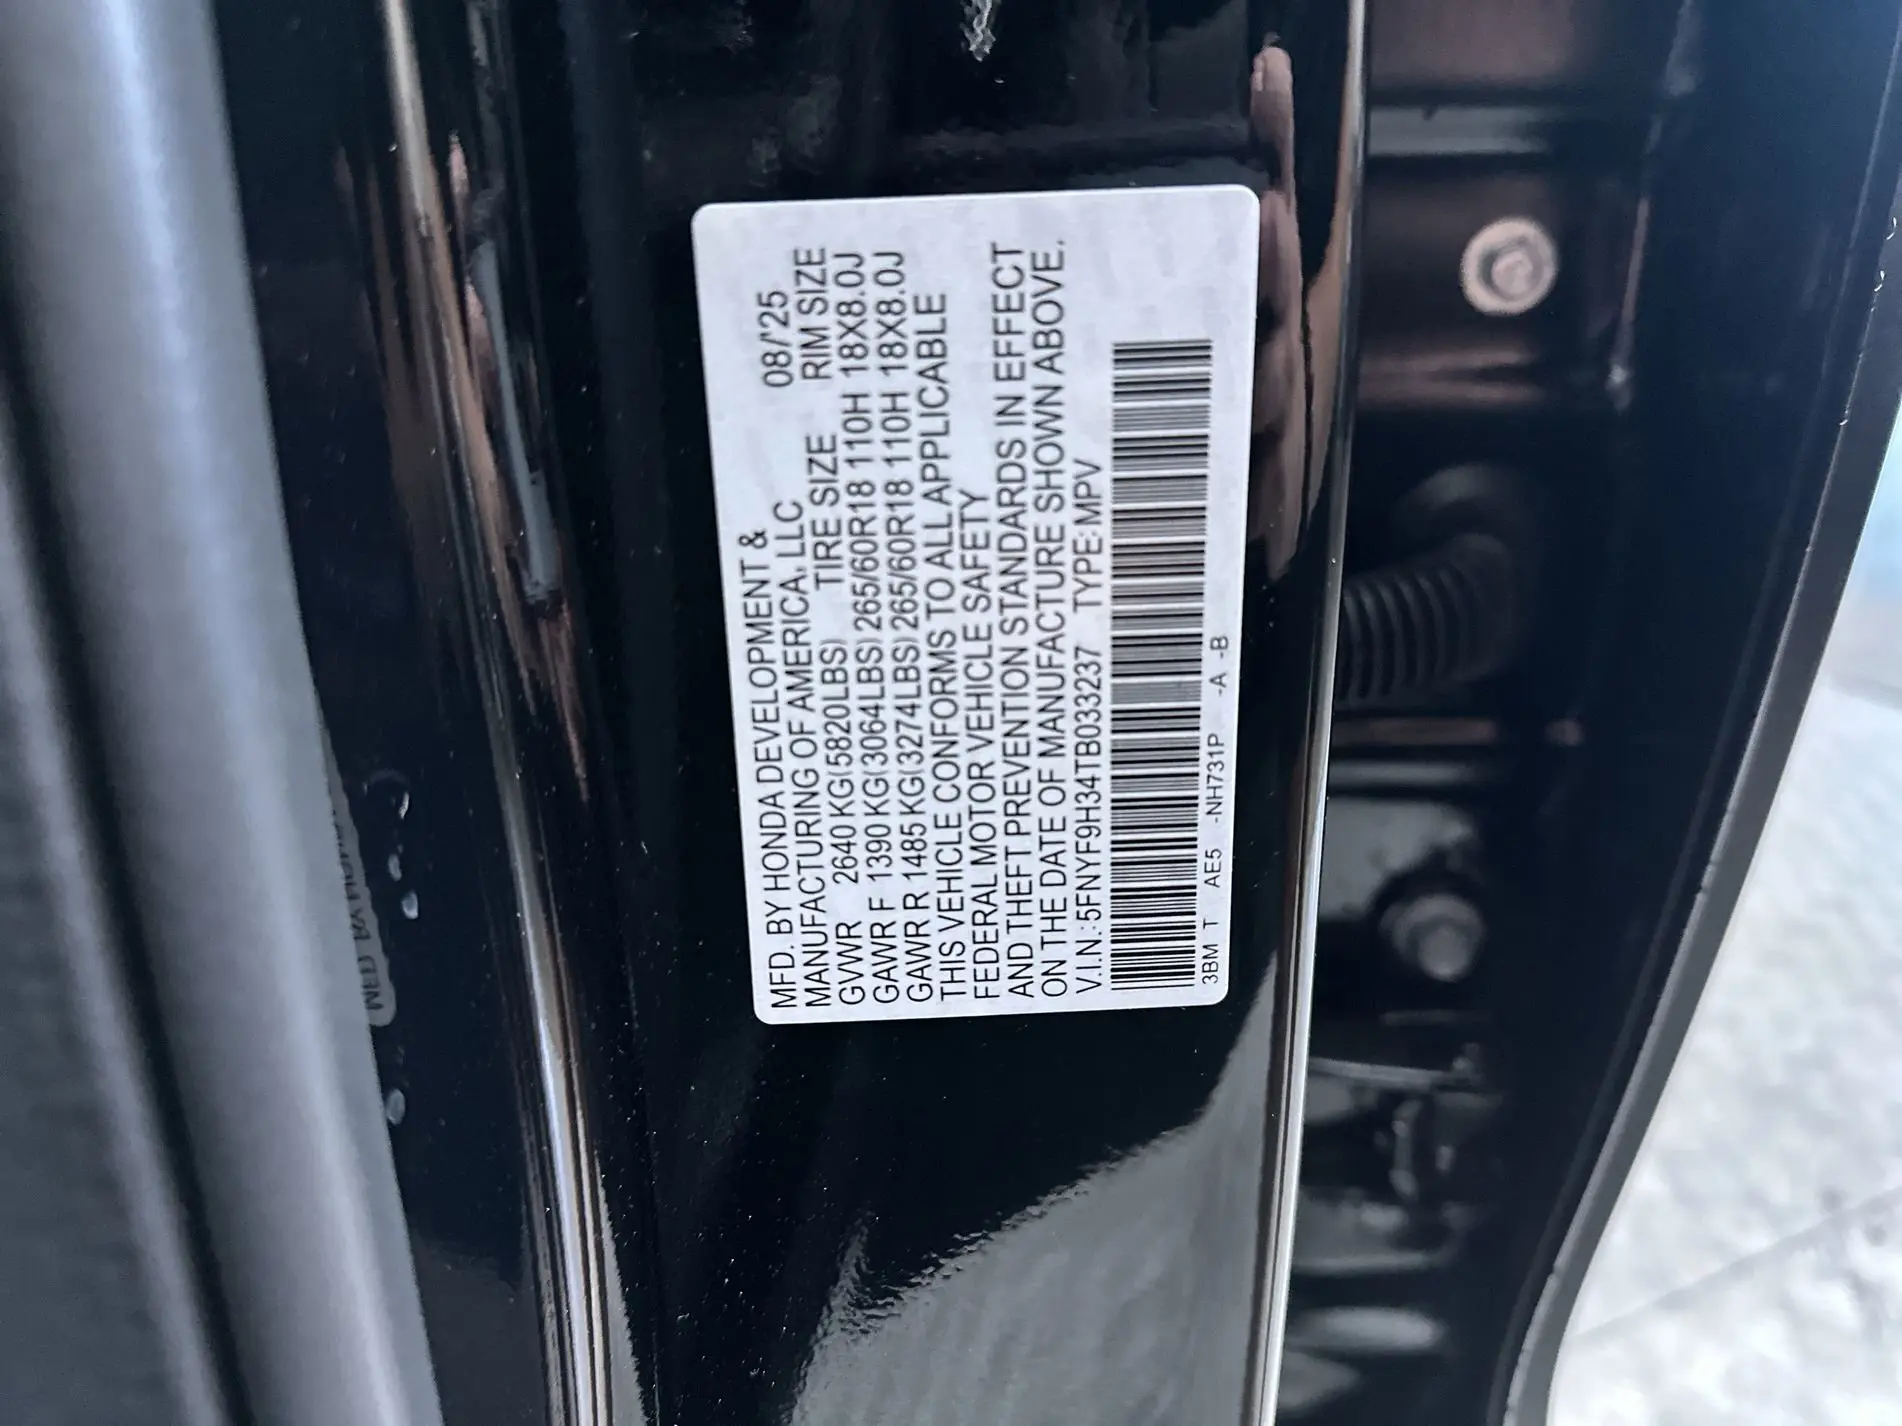 MFD. BY HONDA DEVELOPMENT &
MANUFACTURING OF AMERICA, LLC 08/'25
GVWR 2640 KG(5820LBS) TIRE SIZE RIM SIZE
GAWR F 1390 KG(3064LBS) 265/60R18 110H 18X8.0J
GAWR R 1485 KG(3274LBS) 265/60R18 110H 18X8.0J
THIS VEHICLE CONFORMS TO ALL APPLICABLE
FEDERAL MOTOR VEHICLE SAFETY
AND THEFT PREVENTION STANDARDS IN EFFECT
ON THE DATE OF MANUFACTURE SHOWN ABOVE.
V.I.N.:5FNYF9H34TB033237 TYPE:MPV
3BM T AE5 -NH731P -A -B